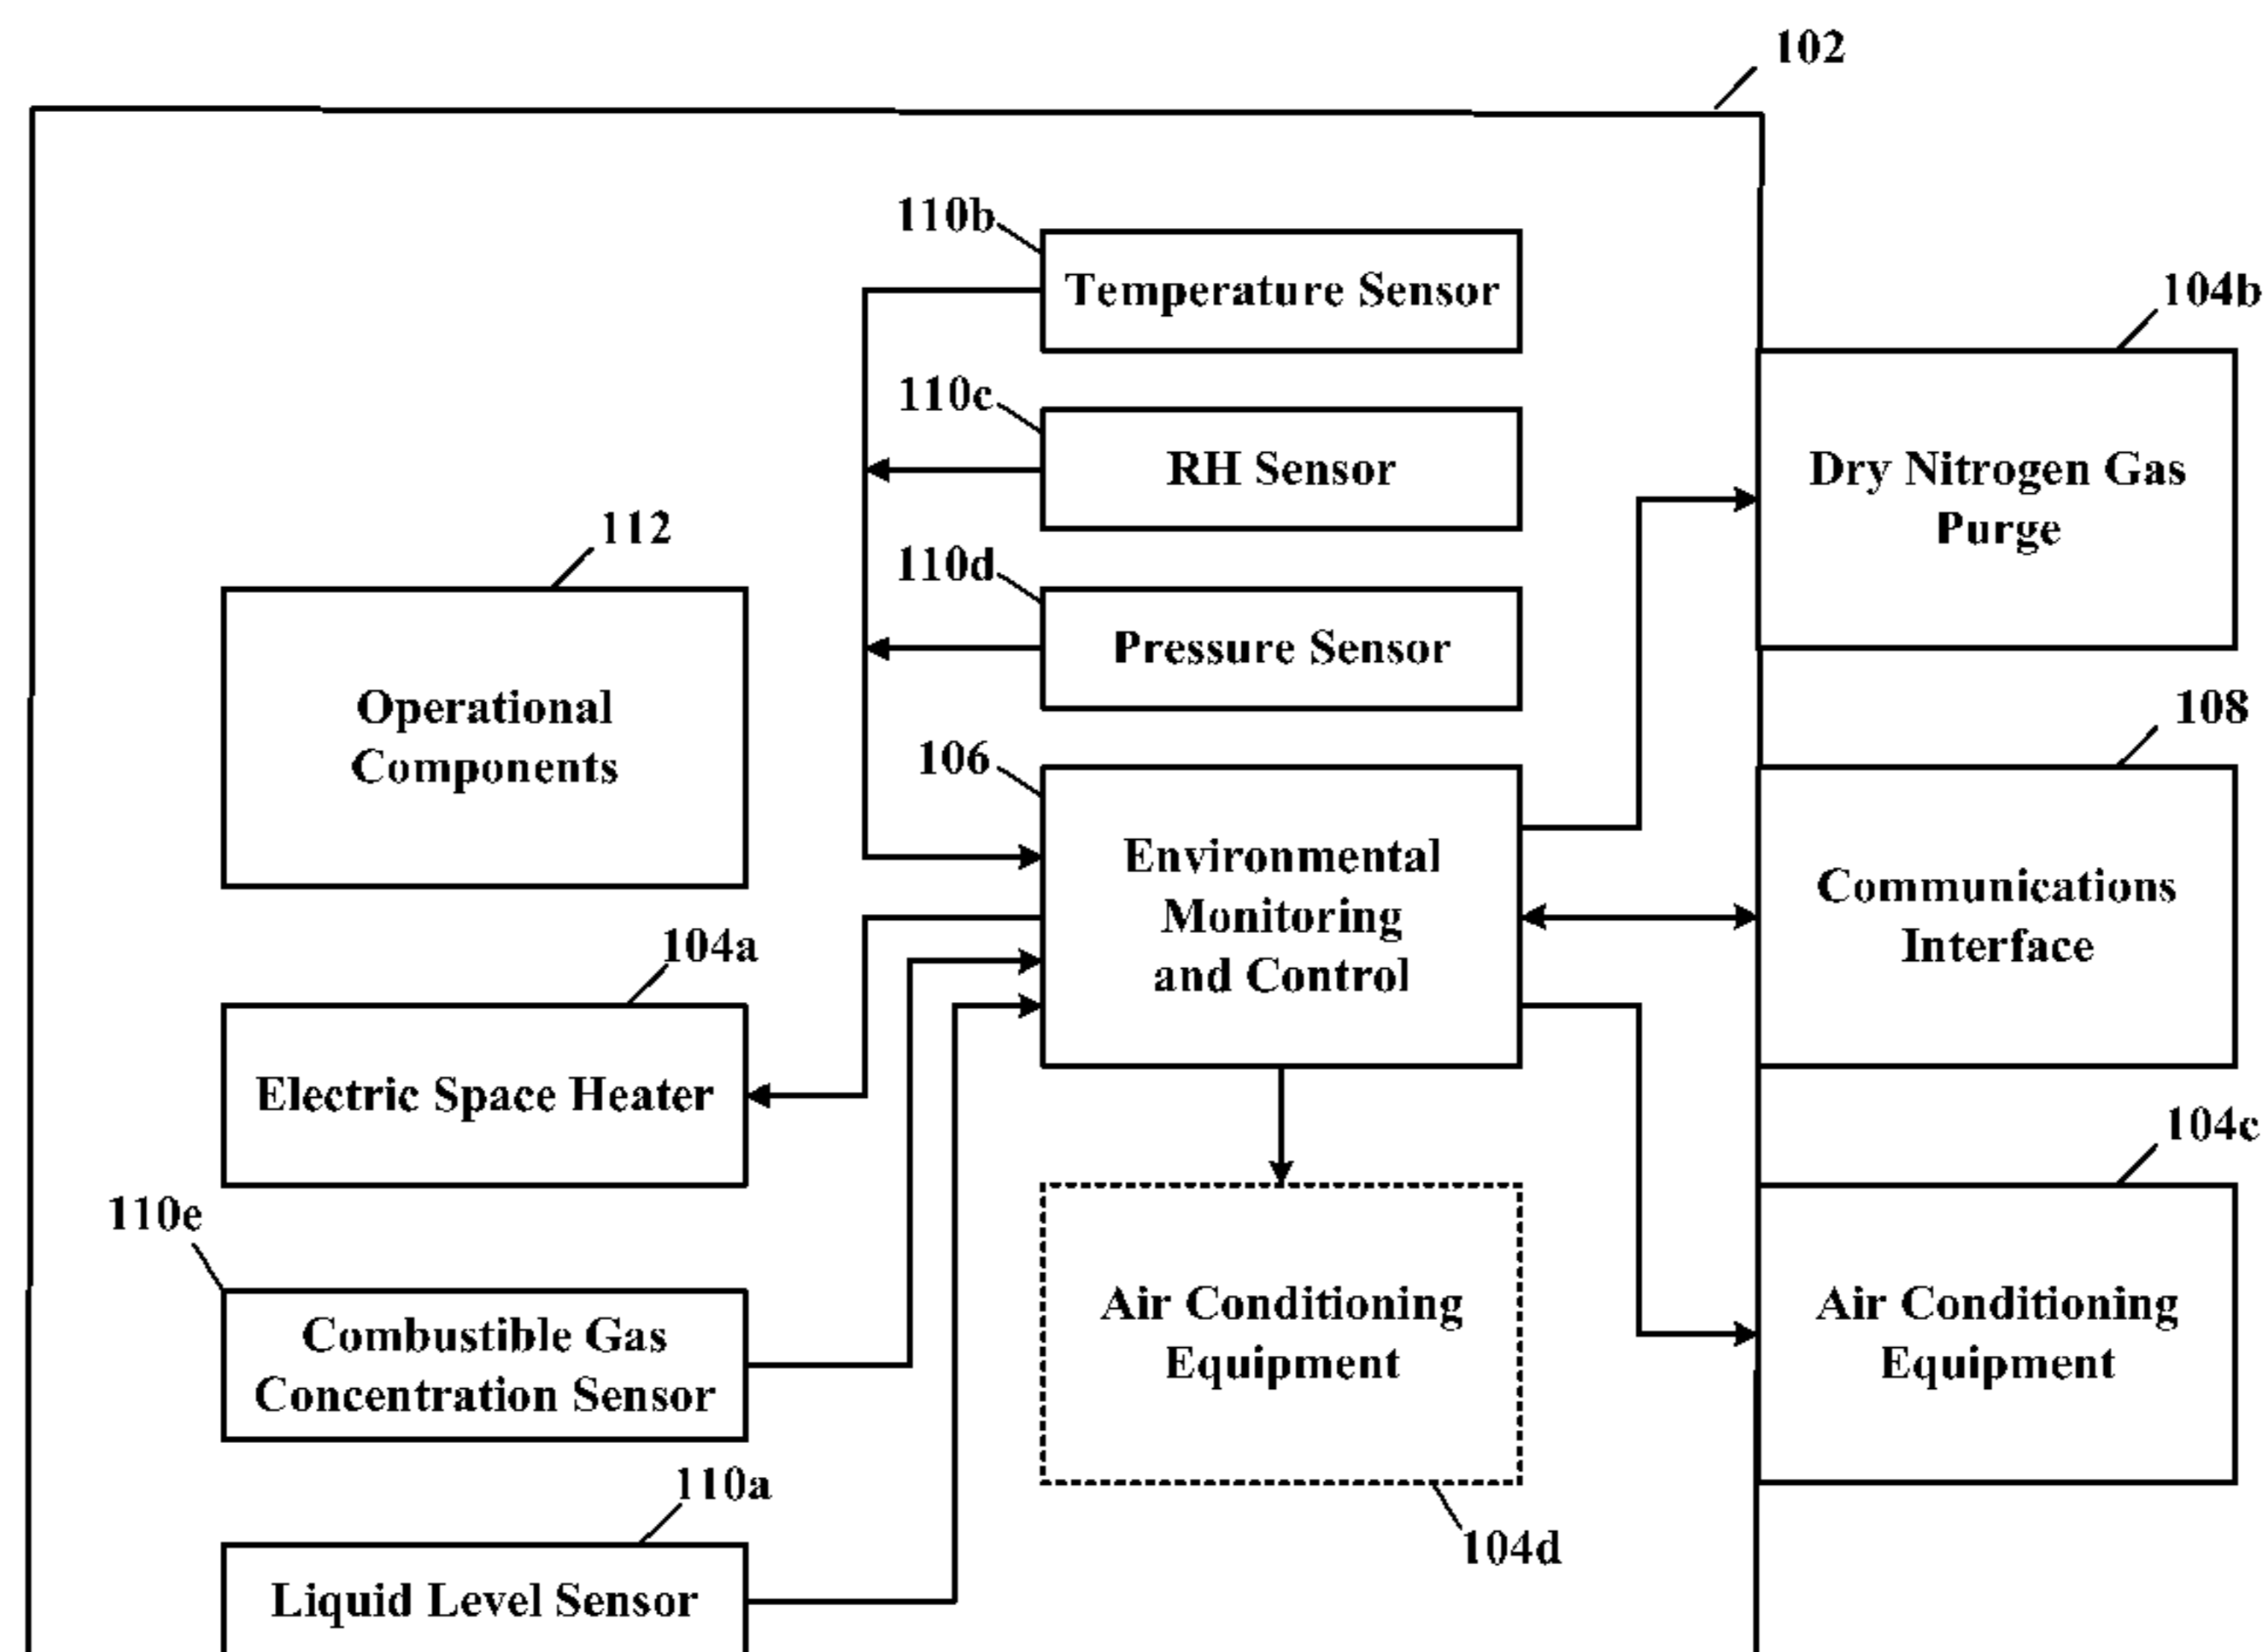 102
110b
Temperature Sensor
104b
110c
RH Sensor
Dry Nitrogen Gas
Purge
112
110d
Pressure Sensor
Operational
Components
108
106
Environmental
Monitoring
and Control
Communications
Interface
104a
Electric Space Heater
104c
110e
Combustible Gas
Concentration Sensor
Air Conditioning
Equipment
Air Conditioning
Equipment
110a
Liquid Level Sensor
104d